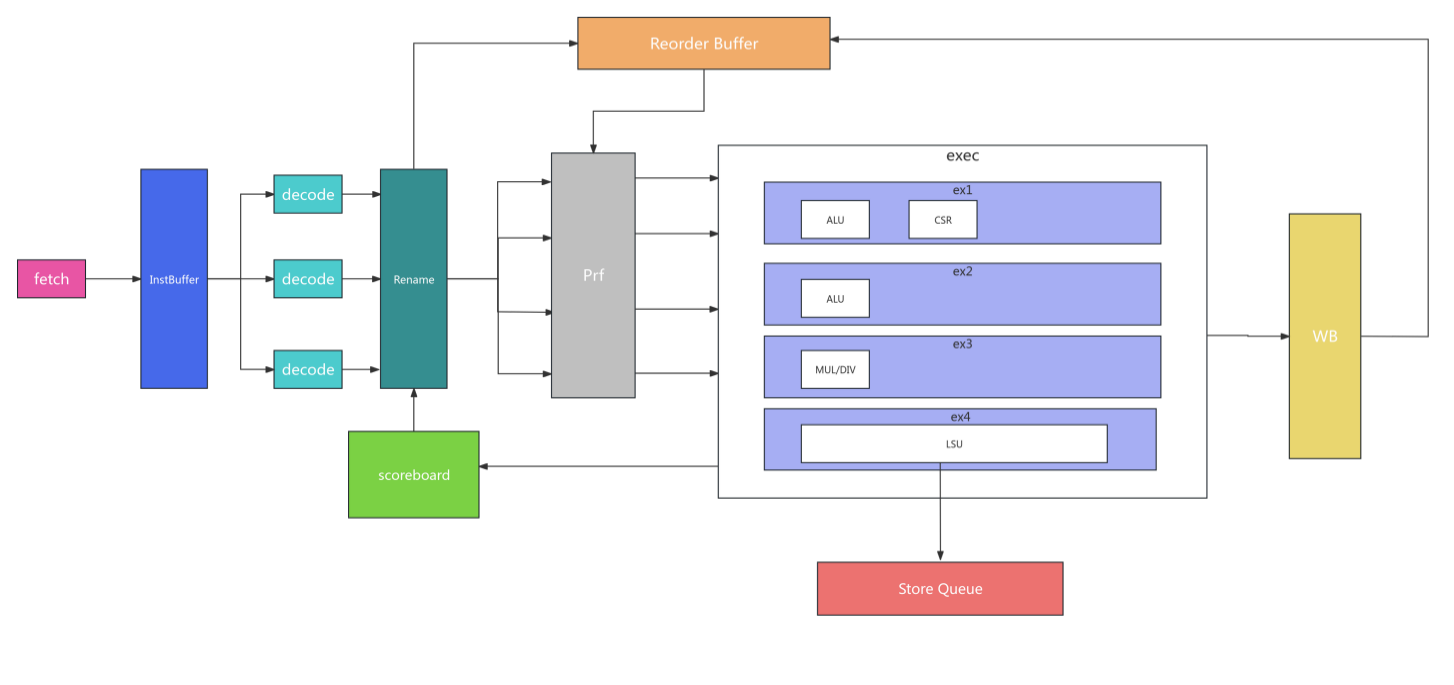 Reorder Buffer
fetch
InstBuffer
decode
decode
decode
Rename
scoreboard
Prf
exec
ex1
ALU
CSR
ex2
ALU
ex3
MUL/DIV
ex4
LSU
Store Queue
WB